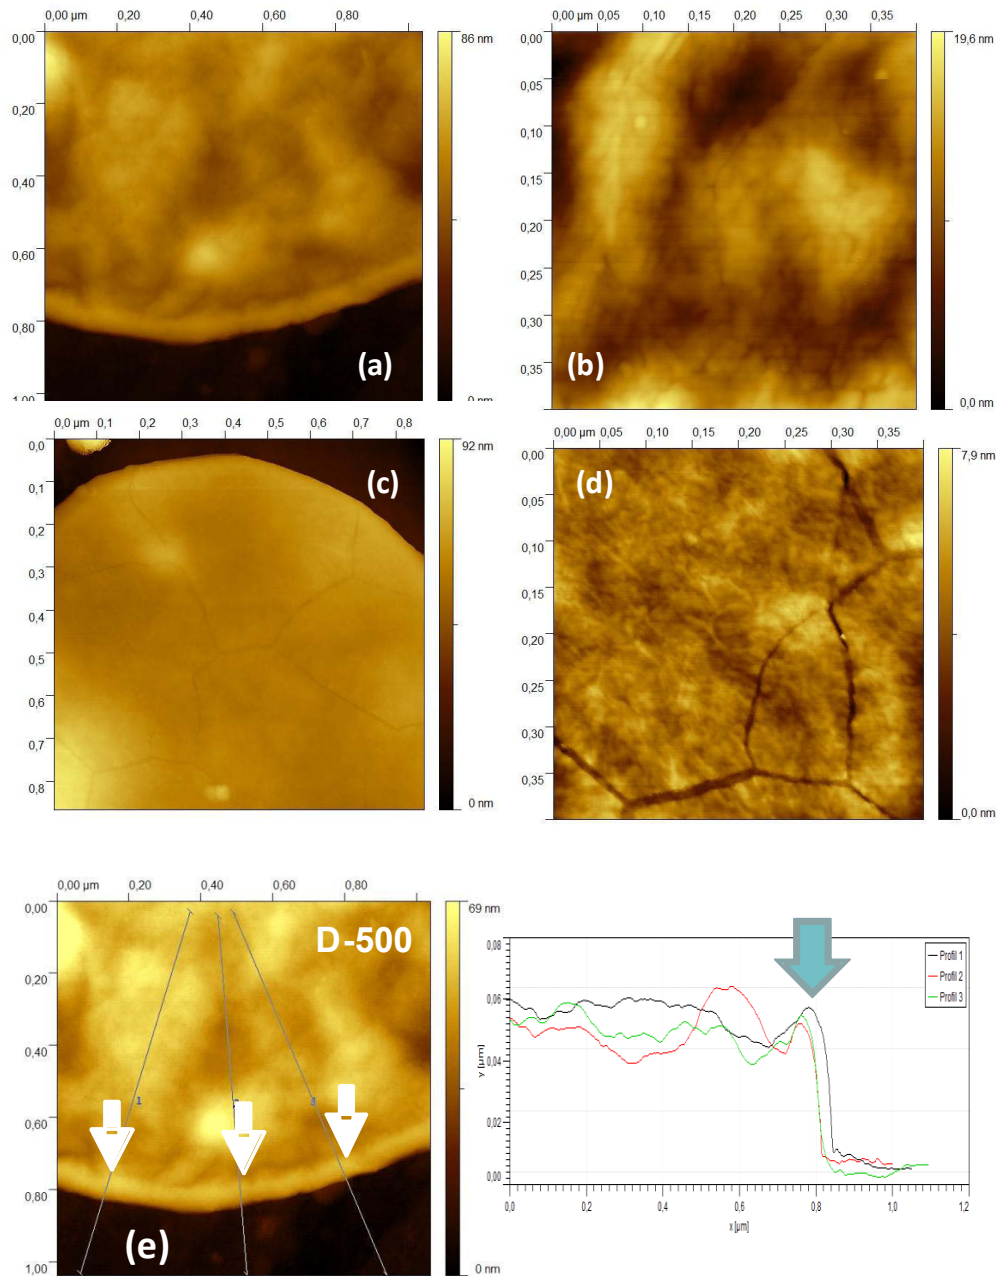 0,00 µm 0,20 0,40 0,60 0,80
0,00
0,20
0,40
0,60
0,80
1,00
86 nm
0 nm
(a)
0,00 µm 0,05 0,10 0,15 0,20 0,25 0,30 0,35
0,00
0,05
0,10
0,15
0,20
0,25
0,30
0,35
19,6 nm
0,0 nm
(b)
0,0 µm 0,1 0,2 0,3 0,4 0,5 0,6 0,7 0,8
0,0
0,1
0,2
0,3
0,4
0,5
0,6
0,7
0,8
92 nm
0 nm
(c)
0,00 µm 0,05 0,10 0,15 0,20 0,25 0,30 0,35
0,00
0,05
0,10
0,15
0,20
0,25
0,30
0,35
7,9 nm
0,0 nm
(d)
0,00 µm 0,20 0,40 0,60 0,80
0,00
0,20
0,40
0,60
0,80
1,00
69 nm
0 nm
D-500
1
3
(e)
0,08
0,06
0,04
0,02
0,00
y [µm]
0,0 0,2 0,4 0,6 0,8 1,0 1,2
x [µm]
Profil 1
Profil 2
Profil 3